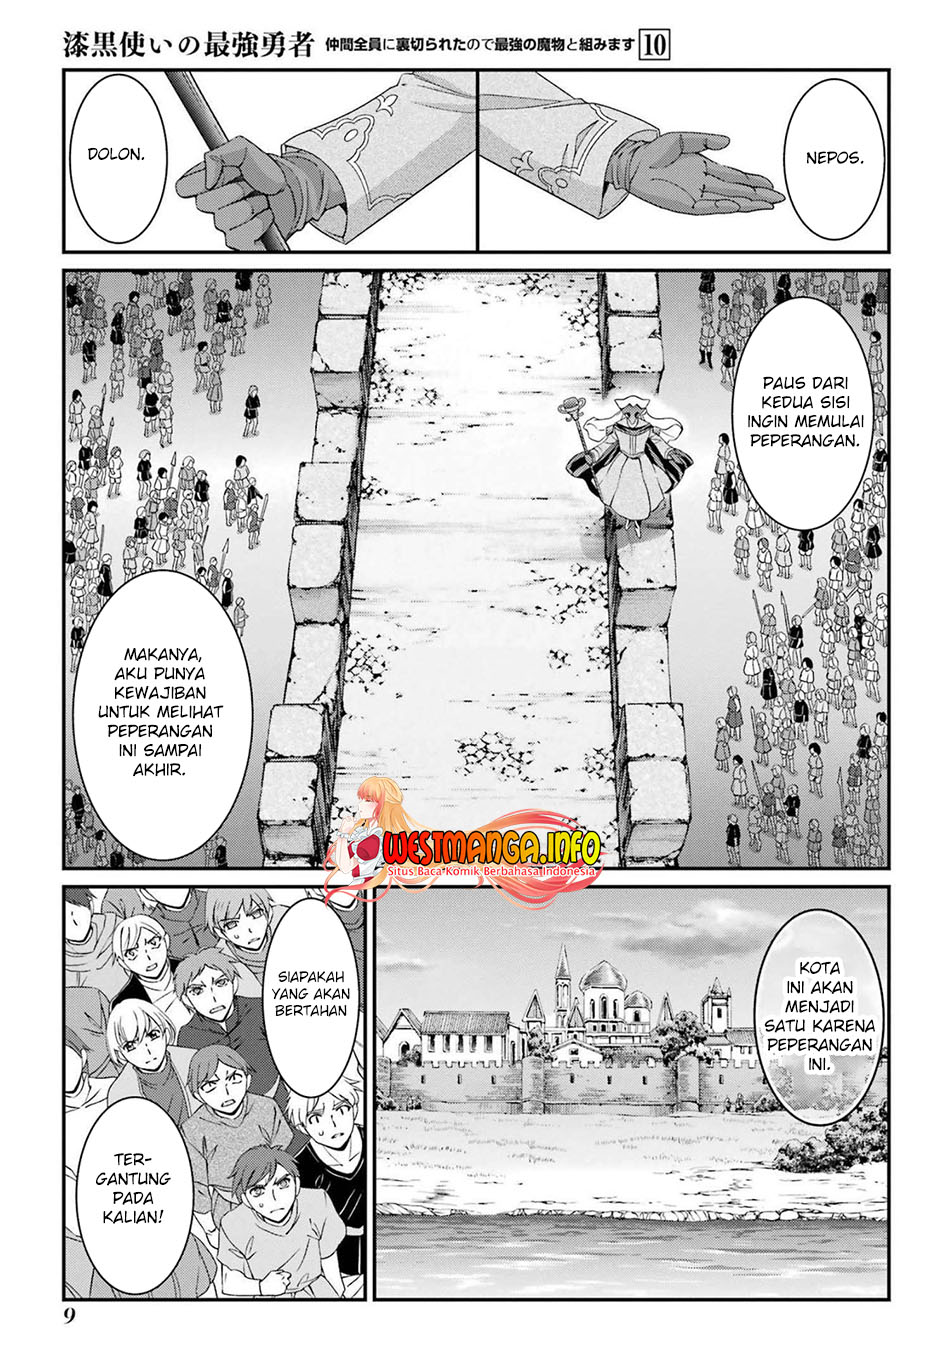 漆黒使いの最強勇者 仲間全員に裏切られたので最強の魔物と組みます 10
NEPOS.
DOLON.
PAUS DARI
KEDUA SISI
INGIN MEMULAI
PEPERANGAN.
MAKANYA,
AKU PUNYA
KEWAJIBAN
UNTUK MELIHAT
PEPERANGAN
INI SAMPAI
AKHIR.
WESTMANGA.INFO
Situs Baca Komik Berbahasa Indonesia
KOTA
INI AKAN
MENJADI
SATU KARENA
PEPERANGAN
INI.
SIAPAKAH
YANG AKAN
BERTAHAN
TER-
GANTUNG
PADA
KALIAN!
9